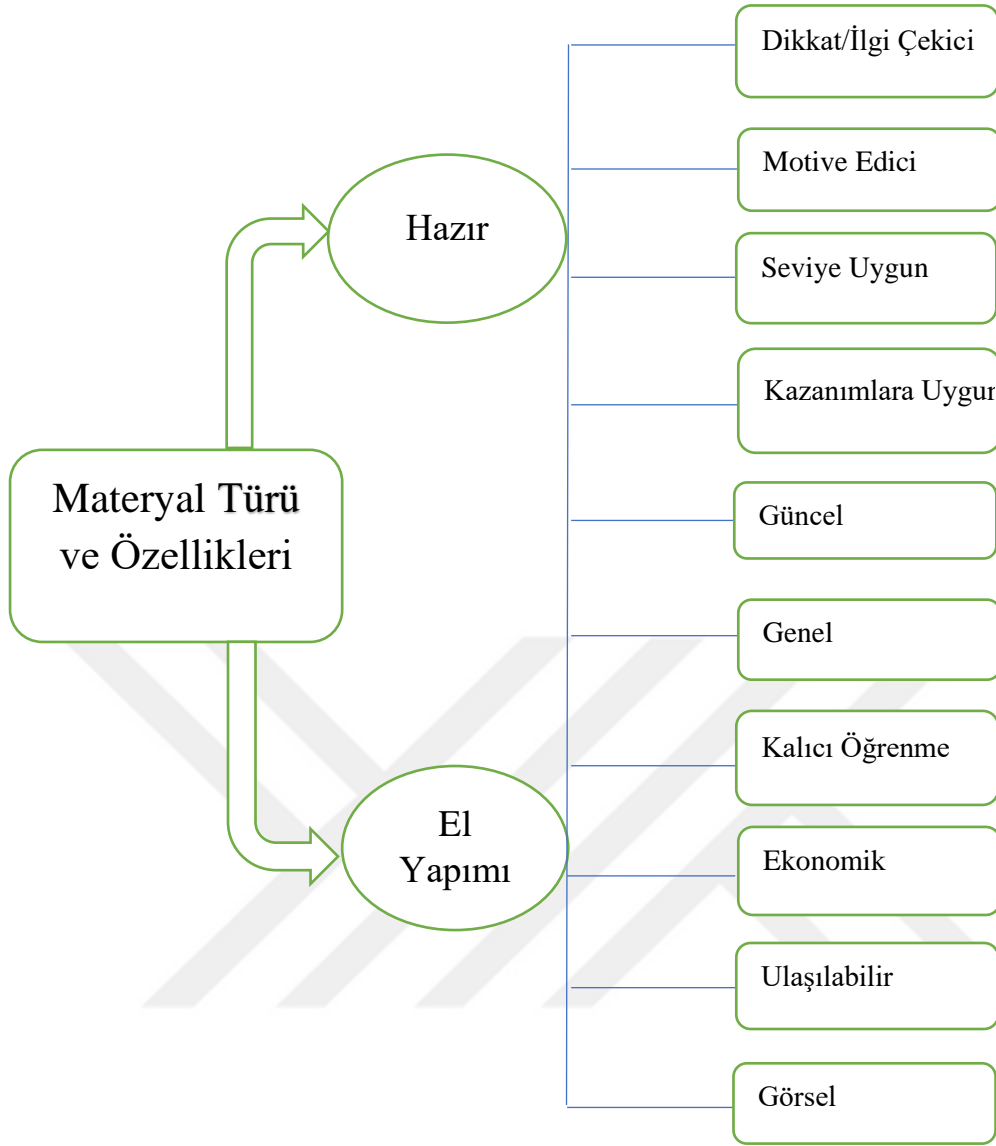 Dikkat/İlgi Çekici
Motive Edici
Hazır
Seviye Uygun
Kazanımlara Uygun
Materyal Türü
ve Özellikleri
Güncel
Genel
Kalıcı Öğrenme
El
Yapımı
Ekonomik
Ulaşılabilir
Görsel